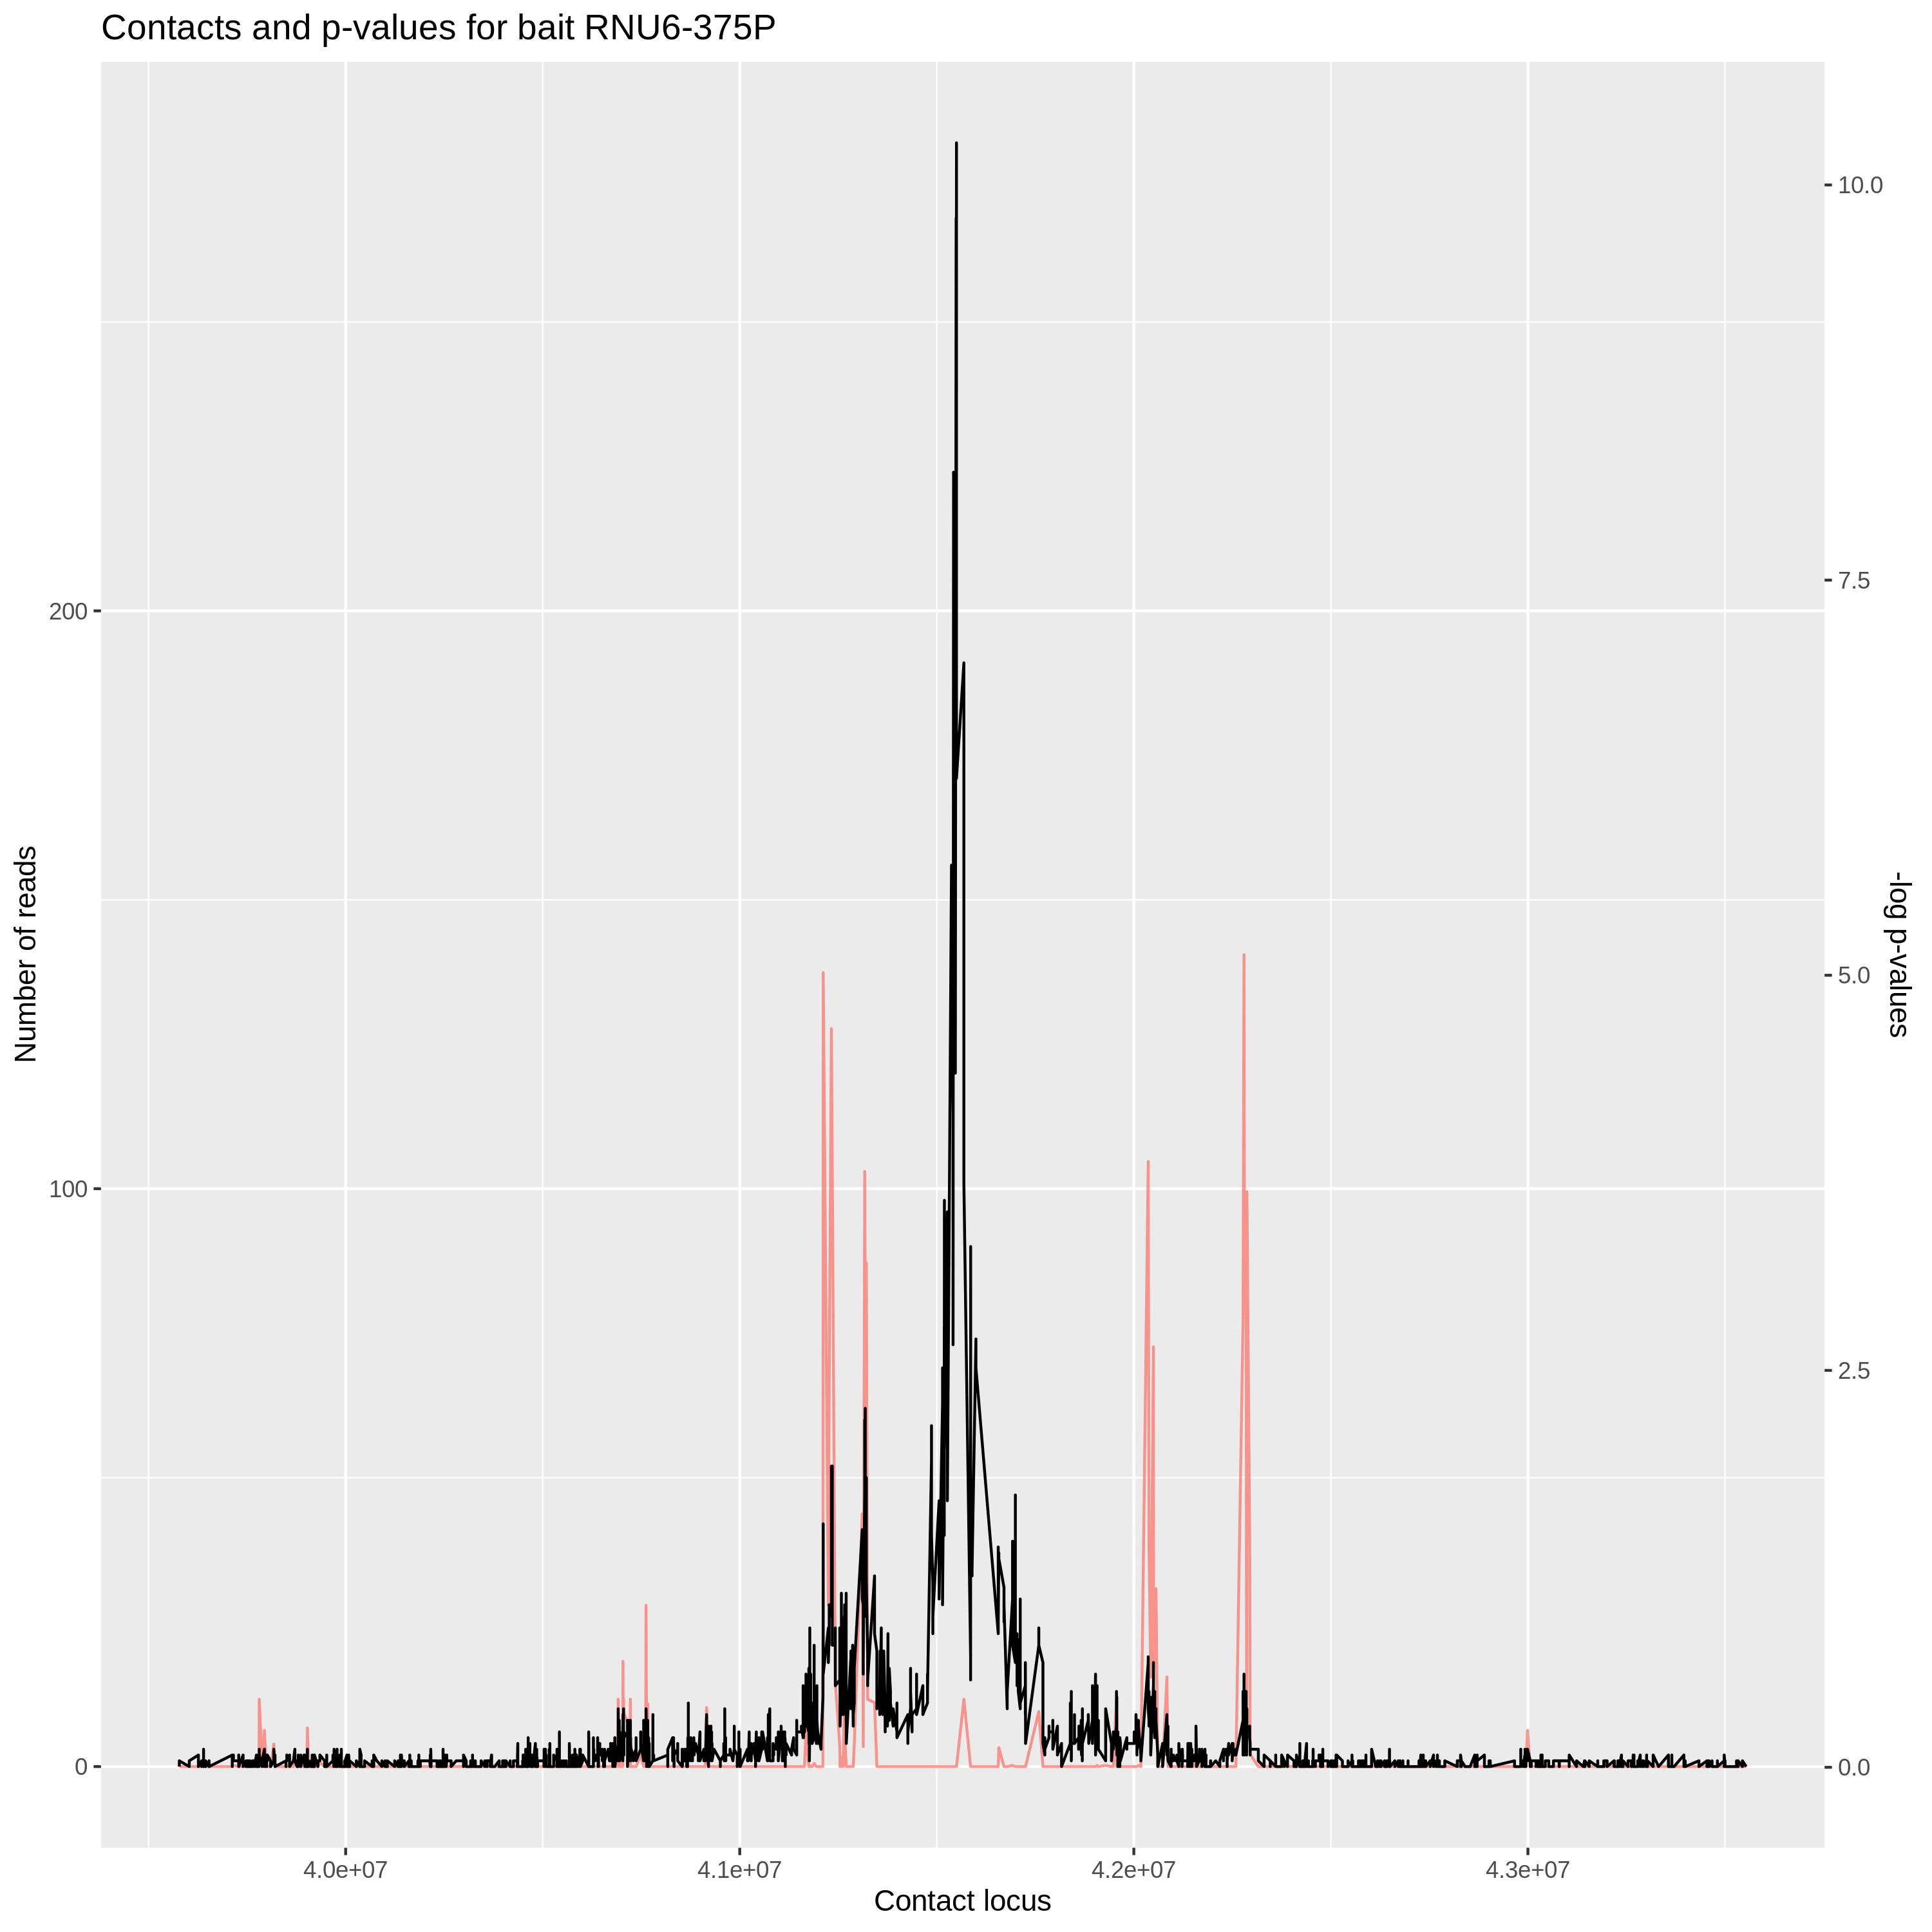 Contacts and p-values for bait RNU6-375P
Number of reads
200
100
0
10.0
7.5
5.0
2.5
0.0
-log p-values
4.0e+07
4.1e+07
4.2e+07
4.3e+07
Contact locus